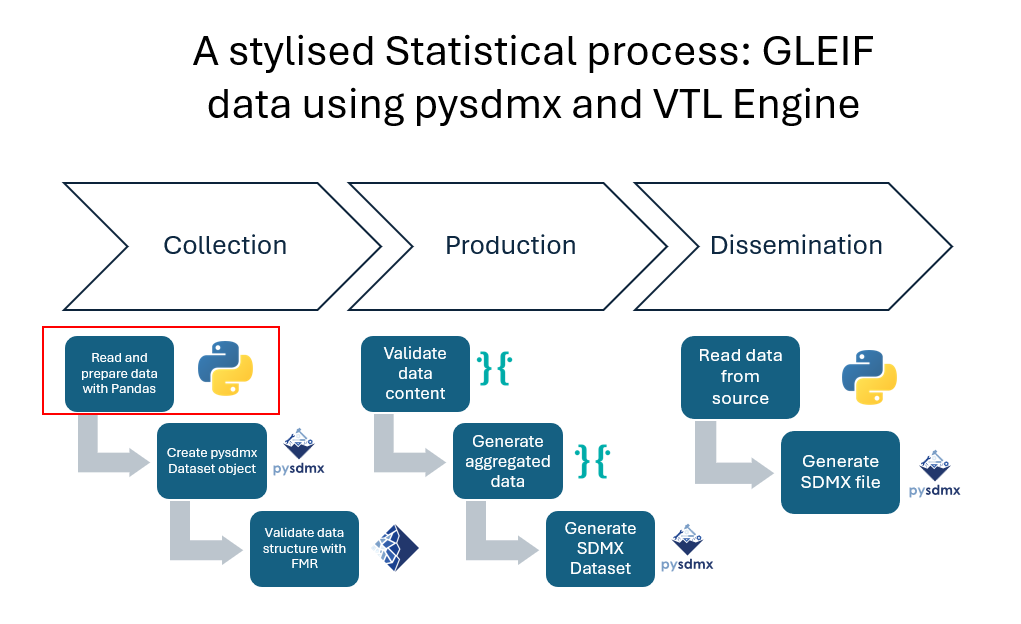 A stylised Statistical process: GLEIF
data using pysdmx and VTL Engine
Collection
Production
Dissemination
Read and
prepare data
with Pandas
Create pysdmx
Dataset object
pysdmx
Validate data
structure with
FMR
Validate
data
content
Generate
aggregated
data
Generate
SDMX
Dataset
pysdmx
Read data
from
source
Generate
SDMX file
pysdmx